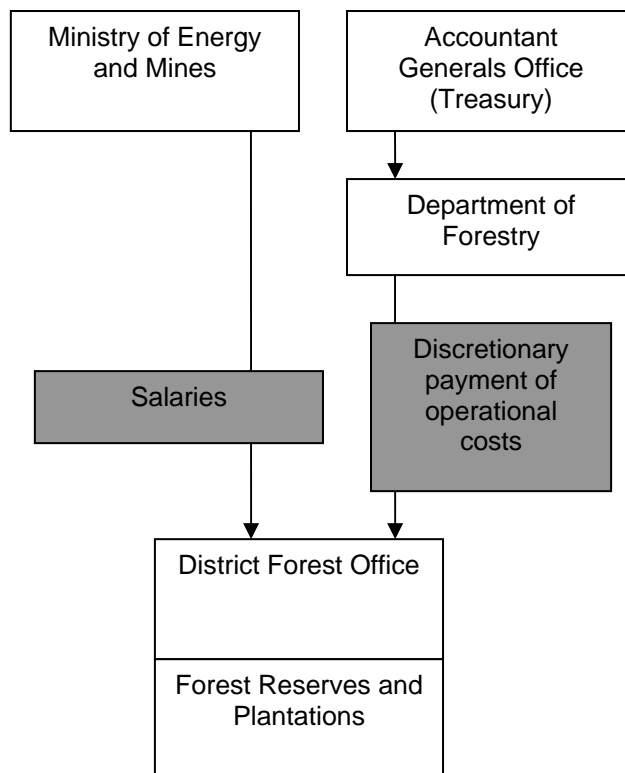 Ministry of Energy
and Mines
Accountant
Generals Office
(Treasury)
Department of
Forestry
Discretionary
payment of
operational
costs
Salaries
District Forest Office
Forest Reserves and
Plantations